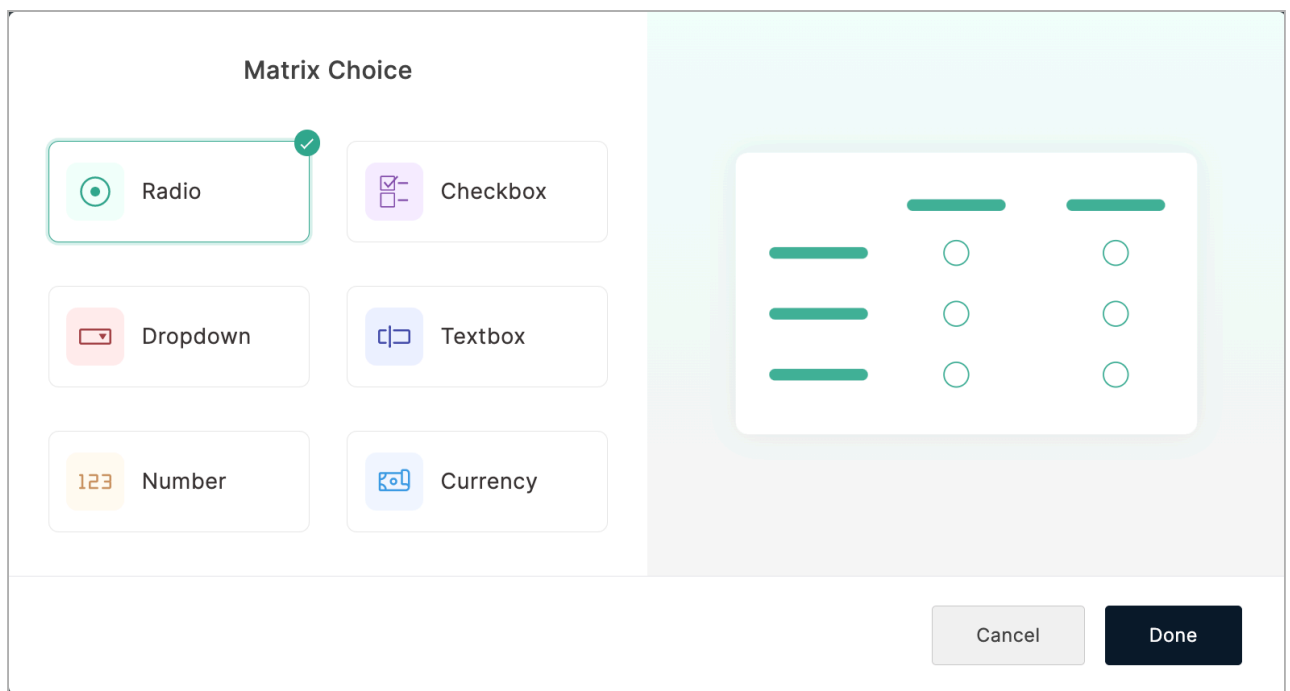 Matrix Choice
Radio
Checkbox
Dropdown
Textbox
123
Number
Currency
Cancel
Done